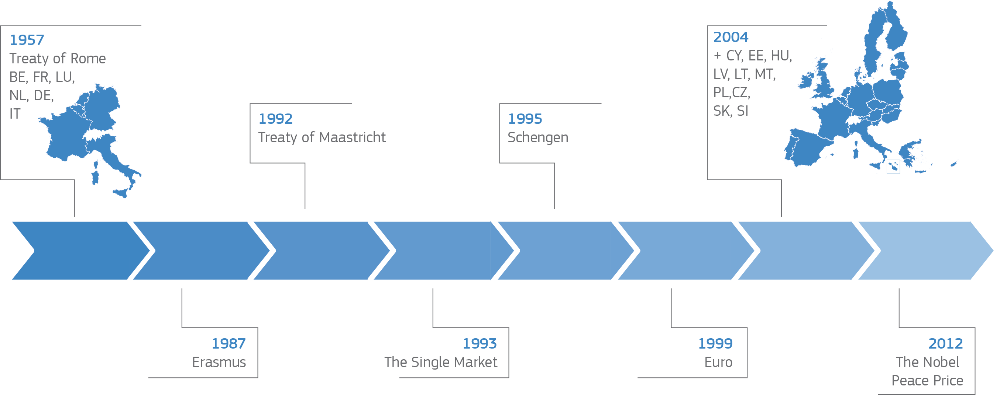 1957
Treaty of Rome
BE, FR, LU,
NL, DE,
IT
1987
Erasmus
1992
Treaty of Maastricht
1993
The Single Market
1995
Schengen
1999
Euro
2004
+ CY, EE, HU,
LV, LT, MT,
PL,CZ,
SK, SI
2012
The Nobel
Peace Price